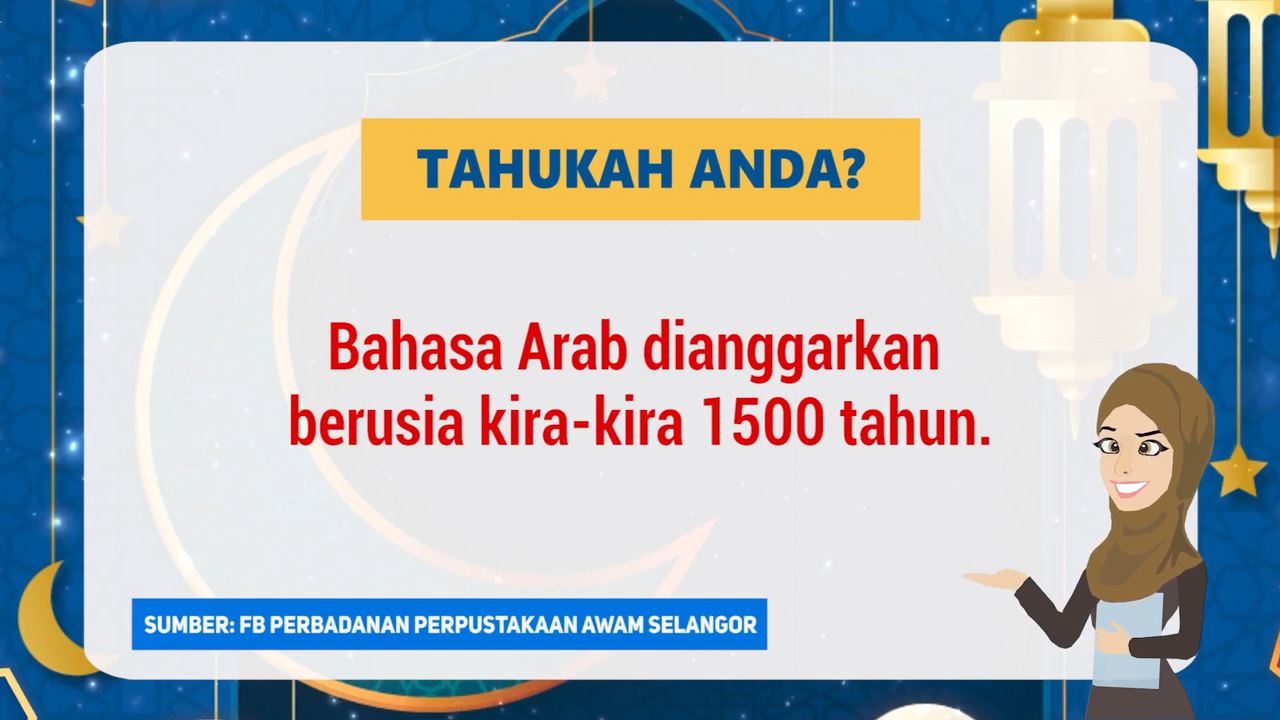 TAHUKAH ANDA?
Bahasa Arab dianggarkan
berusia kira-kira 1500 tahun.
SUMBER: FB PERBADANAN PERPUSTAKAAN AWAM SELANGOR